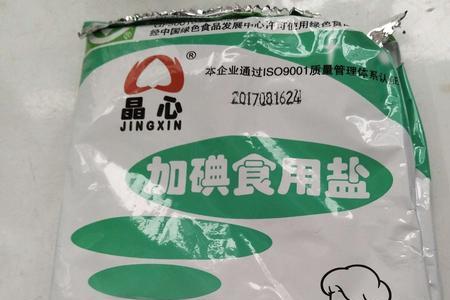 经中国绿色食品发展中心许可使用绿色食
本企业通过ISO9001质量管理体系认
®
2017081624
晶心
JINGXIN
加碘食用盐